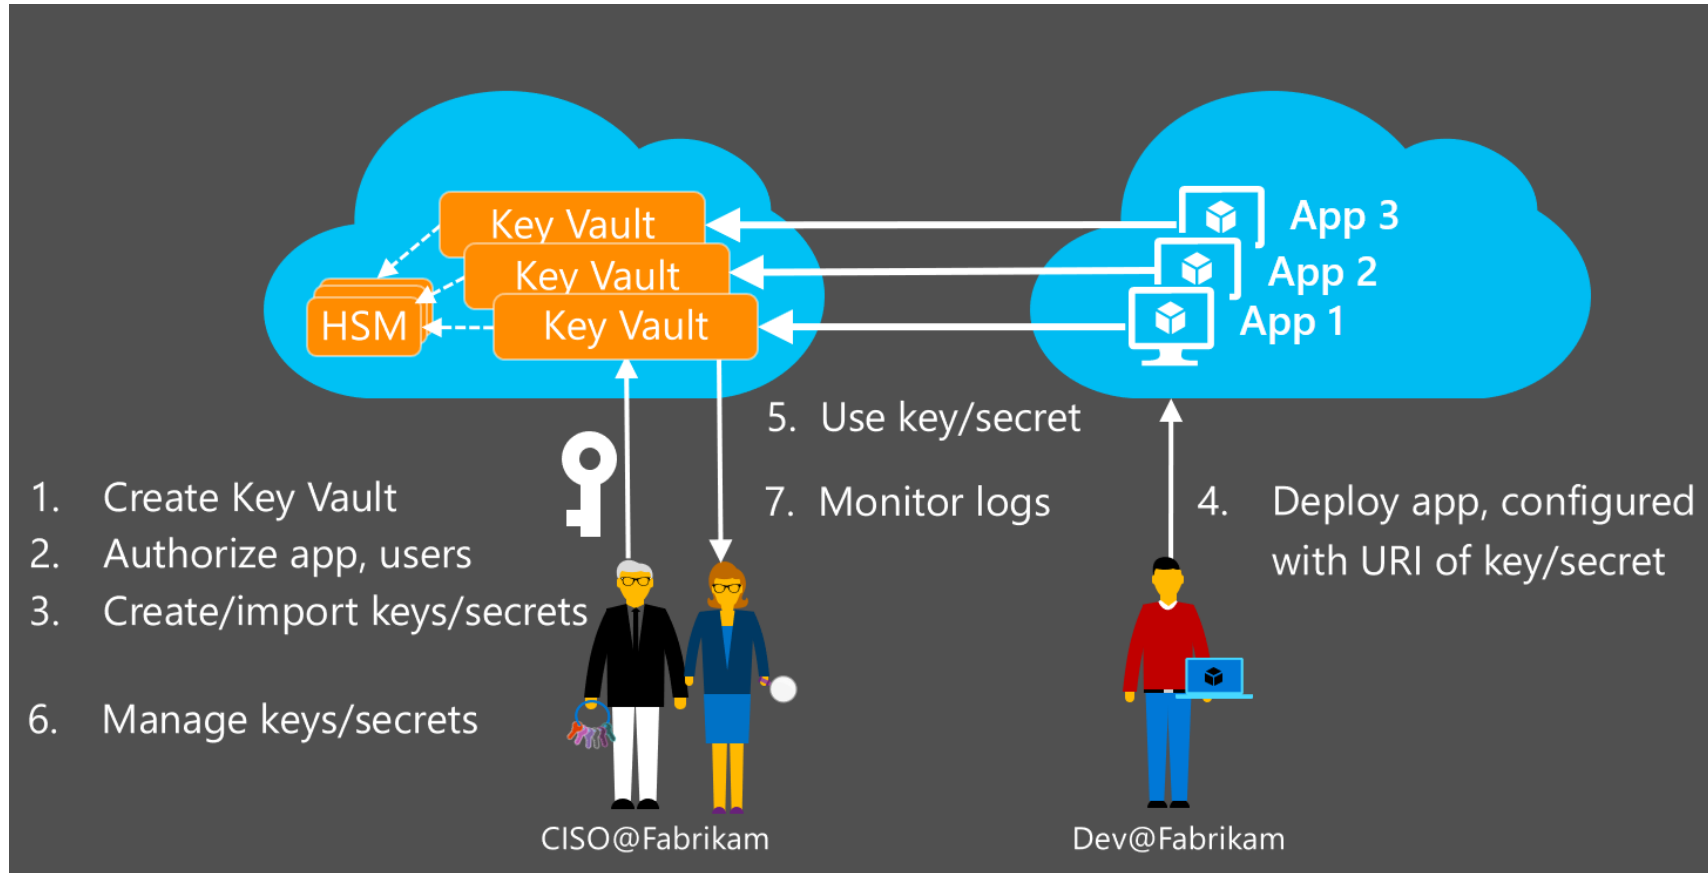 Key Vault
Key Vault
Key Vault
HSM
App 3
App 2
App 1
5. Use key/secret
7. Monitor logs
1. Create Key Vault
2. Authorize app, users
3. Create/import keys/secrets
6. Manage keys/secrets
4. Deploy app, configured
with URI of key/secret
CISO@Fabrikam
Dev@Fabrikam